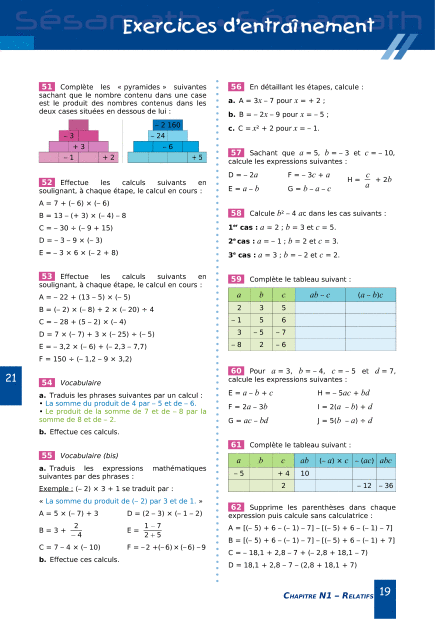 Sésamath Sésamath
Exercices d'entraînement
51 Complète les « pyramides » suivantes
sachant que le nombre contenu dans une case
est le produit des nombres contenus dans les
deux cases situées en dessous de lui :
– 3
+ 3
– 1 + 2
– 2 160
– 24
– 6
+ 5
52 Effectue les calculs suivants en
soulignant, à chaque étape, le calcul en cours :
A = 7 + (– 6) × (– 6)
B = 13 – (+ 3) × (– 4) – 8
C = – 30 ÷ (– 9 + 15)
D = – 3 – 9 × (– 3)
E = – 3 × 6 × (– 2 + 8)
53 Effectue les calculs suivants en
soulignant, à chaque étape, le calcul en cours :
A = – 22 + (13 – 5) × (– 5)
B = (– 2) × (– 8) + 2 × (– 20) ÷ 4
C = – 28 + (5 – 2) × (– 4)
D = 7 × (– 7) + 3 × (– 25) ÷ (– 5)
E = – 3,2 × (– 6) + (– 2,3 – 7,7)
F = 150 ÷ (– 1,2 – 9 × 3,2)
21
54 Vocabulaire
a. Traduis les phrases suivantes par un calcul :
• La somme du produit de 4 par – 5 et de – 6.
• Le produit de la somme de 7 et de – 8 par la
somme de 8 et de – 2.
b. Effectue ces calculs.
55 Vocabulaire (bis)
a. Traduis les expressions mathématiques
suivantes par des phrases :
Exemple : (– 2) × 3 + 1 se traduit par :
« La somme du produit de (– 2) par 3 et de 1. »
A = 5 × (– 7) + 3 D = (2 – 3) × (– 1 – 2)
B = 3 + 2/– 4 E = 1 – 7/2 + 5
C = 7 – 4 × (– 10) F = –2 +(– 6) × (– 6) – 9
b. Effectue ces calculs.
56 En détaillant les étapes, calcule :
a. A = 3x – 7 pour x = + 2 ;
b. B = – 2x – 9 pour x = – 5 ;
c. C = x² + 2 pour x = – 1.
57 Sachant que a = 5, b = – 3 et c = – 10,
calcule les expressions suivantes :
D = – 2a F = – 3c + a H = c/a + 2b
E = a – b G = b – a – c
58 Calcule b² – 4 ac dans les cas suivants :
1er cas : a = 2 ; b = 3 et c = 5.
2e cas : a = – 1 ; b = 2 et c = 3.
3e cas : a = 3 ; b = – 2 et c = 2.
59 Complète le tableau suivant :
a b c ab – c (a – b)c
2 3 5
– 1 5 6
3 – 5 – 7
– 8 2 – 6
60 Pour a = 3, b = – 4, c = – 5 et d = 7,
calcule les expressions suivantes :
E = a – b + c H = – 5ac + bd
F = 2a – 3b I = 2(a – b) + d
G = ac – bd J = 5(b – a) + d
61 Complète le tableau suivant :
a b c ab (– a) × c – (ac) abc
– 5 + 4 10
2 – 12 – 36
62 Supprime les parenthèses dans chaque
expression puis calcule sans calculatrice :
A = [(– 5) + 6 – (– 1) – 7] – [(– 5) + 6 – (– 1) – 7]
B = [(– 5) + 6 – (– 1) – 7] – [(– 5) + 6 – (– 1) + 7]
C = – 18,1 + 2,8 – 7 + (– 2,8 + 18,1 – 7)
D = 18,1 + 2,8 – 7 – (2,8 + 18,1 + 7)
CHAPITRE N1 – RELATIFS 19